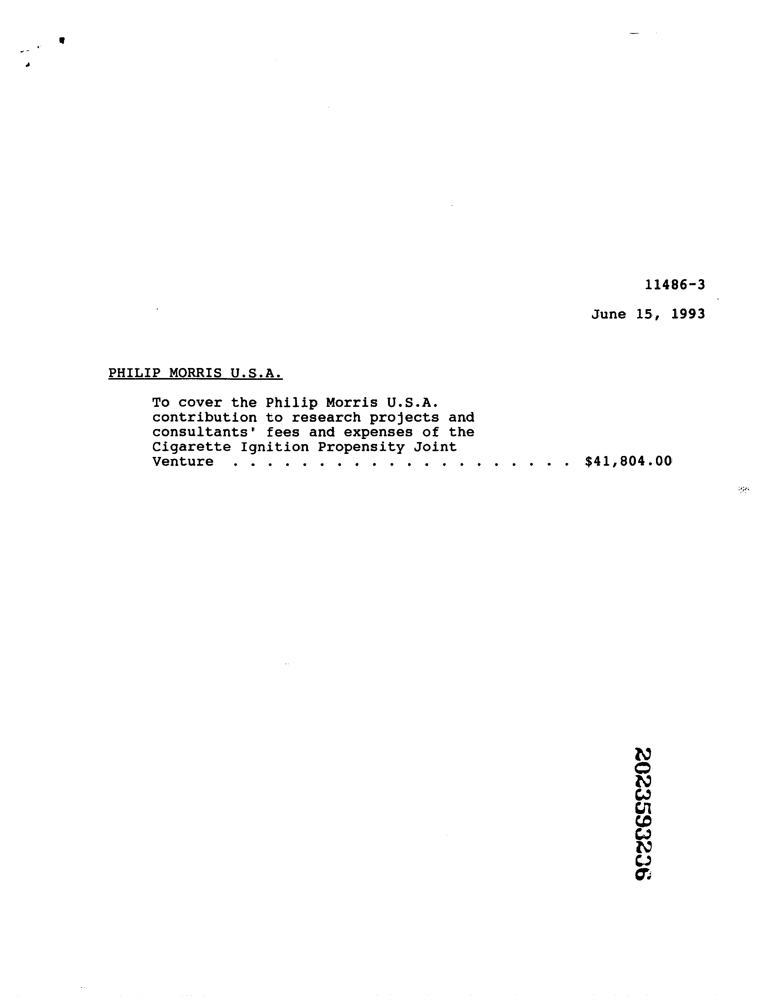 11486-3
June 15, 1993
PHILIP MORRIS U.S.A.
To cover the Philip Morris U.S.A.
contribution to research projects and
consultants' fees and expenses of the
Cigarette Ignition Propensity Joint
Venture . . . . . . . . . . . . . . . . . . . . $41,804.00
2023593206